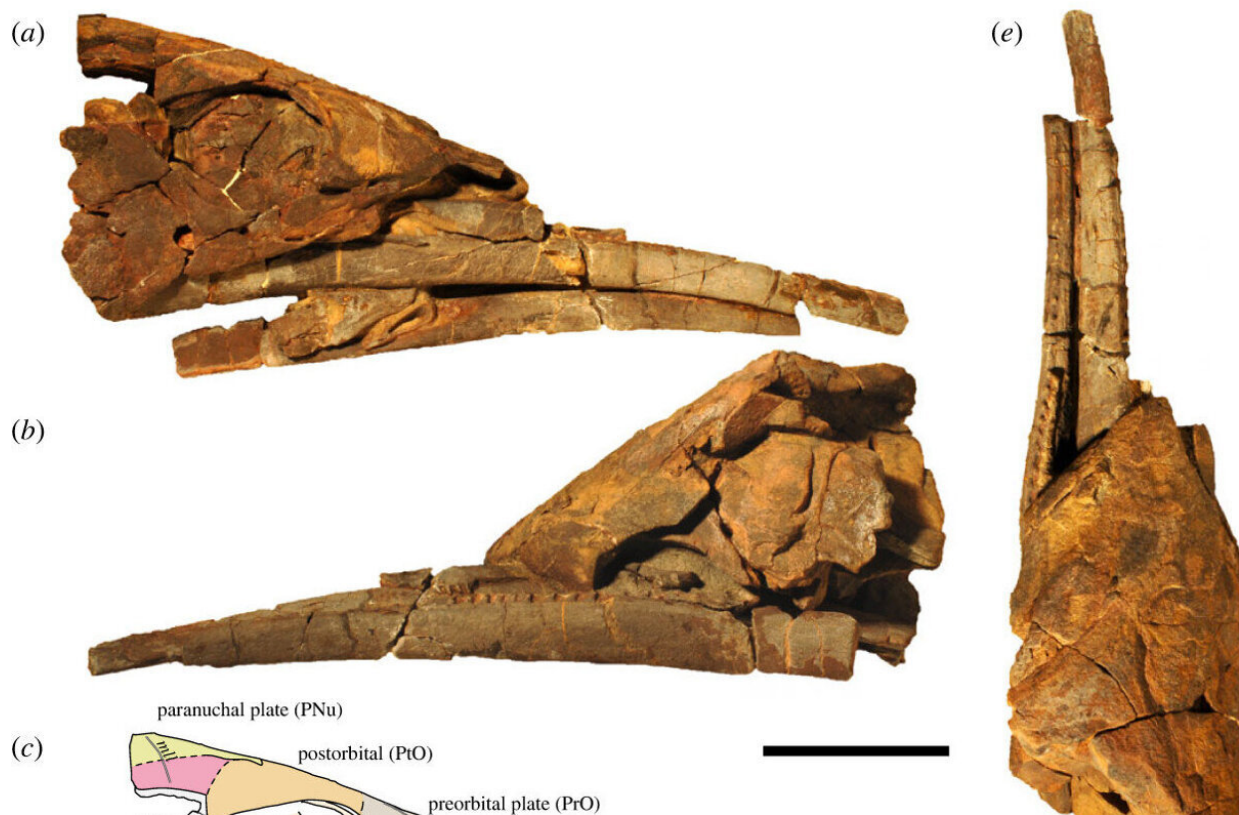 (a)
(e)
(b)
paranuchal plate (PNu)
(c)
postorbital (PtO)
preorbital plate (PrO)